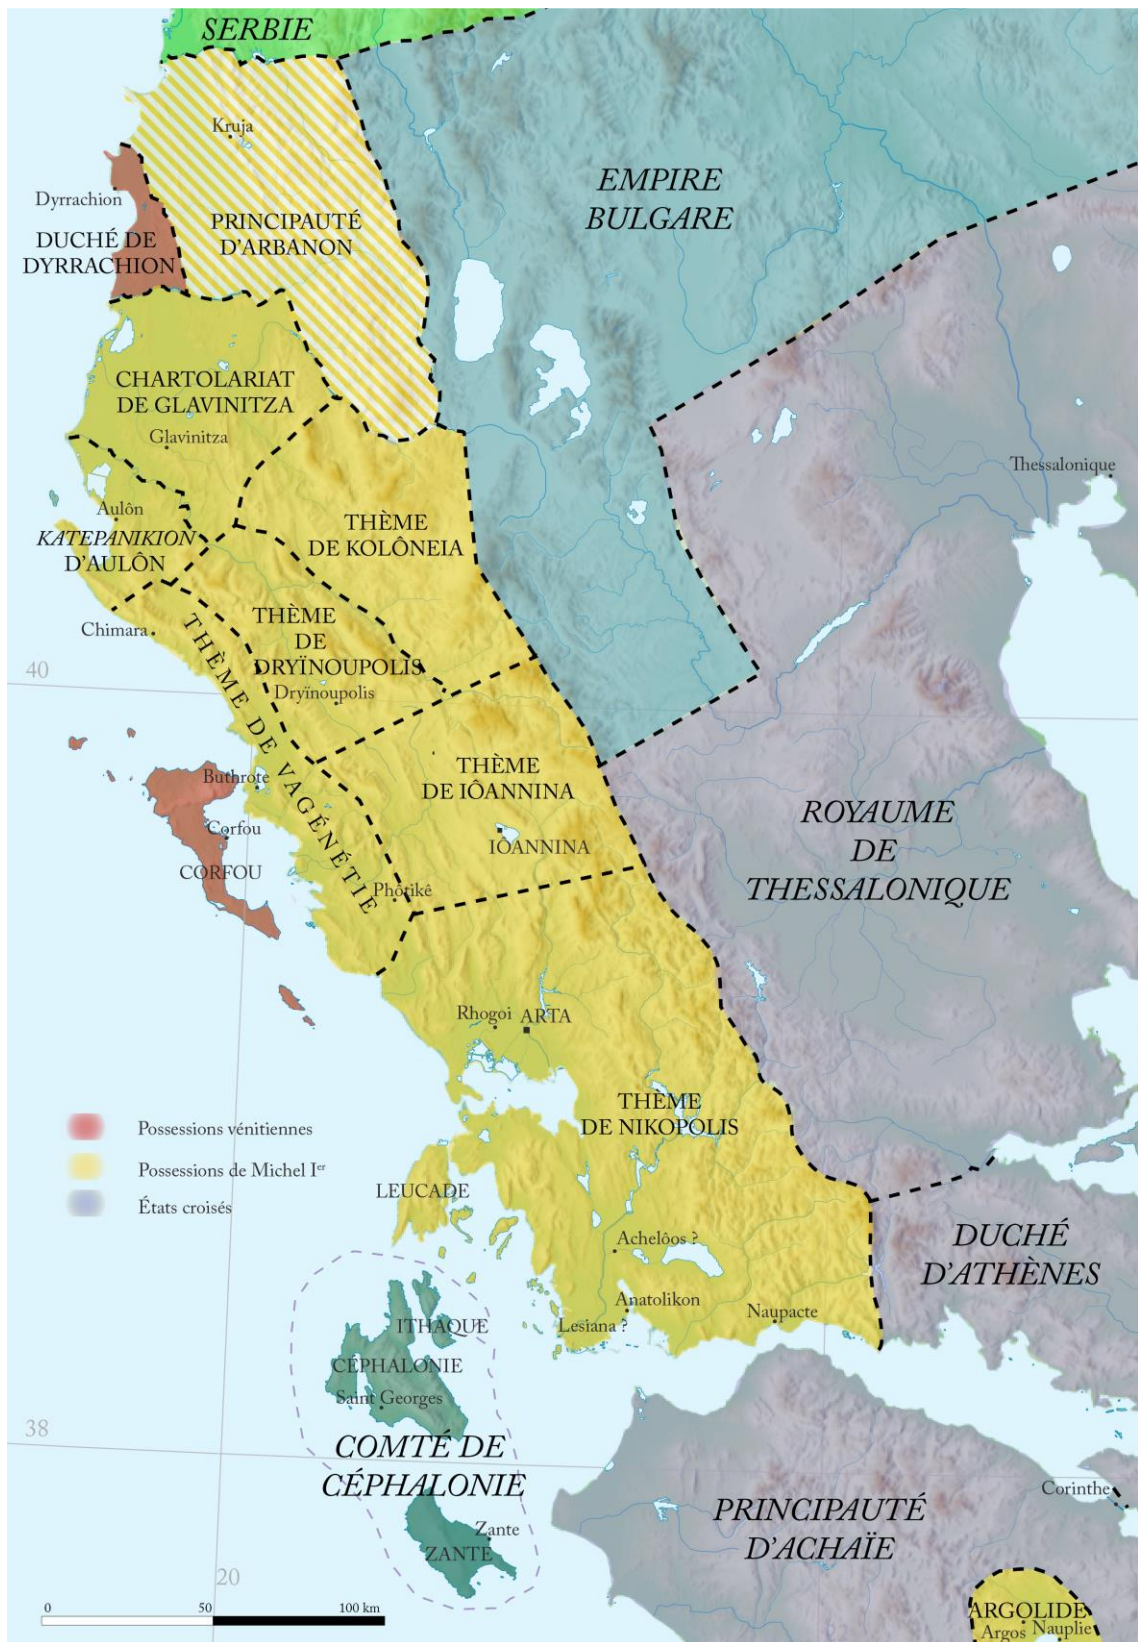 SERBIE
Kruja
EMPIRE
BULGARE
Dyrrachion
PRINCIPAUTÉ
D'ARBANON
DUCHÉ DE
DYRRACHION
CHARTOLARIAT
DE GLAVINITZA
Glavinitza
Thessalonique
Aulôn
KATEPANIKION
D'AULÔN
THÈME
DE KOLÔNEIA
Chimara
THÈME
DE
DRYÏNOUPOLIS
Dryïnoupolis
THÈME DE VAGÉNÉTIE
40
Buthrote
Corfou
CORFOU
THÈME
DE IÔANNINA
IÔANNINA
Phôtikê
ROYAUME
DE
THESSALONIQUE
Rhogoi
ARTA
THÈME
DE NIKOPOLIS
Possessions vénitiennes
Possessions de Michel Ier
États croisés
LEUCADE
Achelôos ?
Anatolikon
Lesiana ?
Naupacte
DUCHÉ
D'ATHÈNES
ITHAQUE
CÉPHALONIE
Saint Georges
38
COMTÉ DE
CÉPHALONIE
Zante
ZANTE
Corinthe
PRINCIPAUTÉ
D'ACHAÏE
20
ARGOLIDE
Argos Nauplie
0 50 100 km